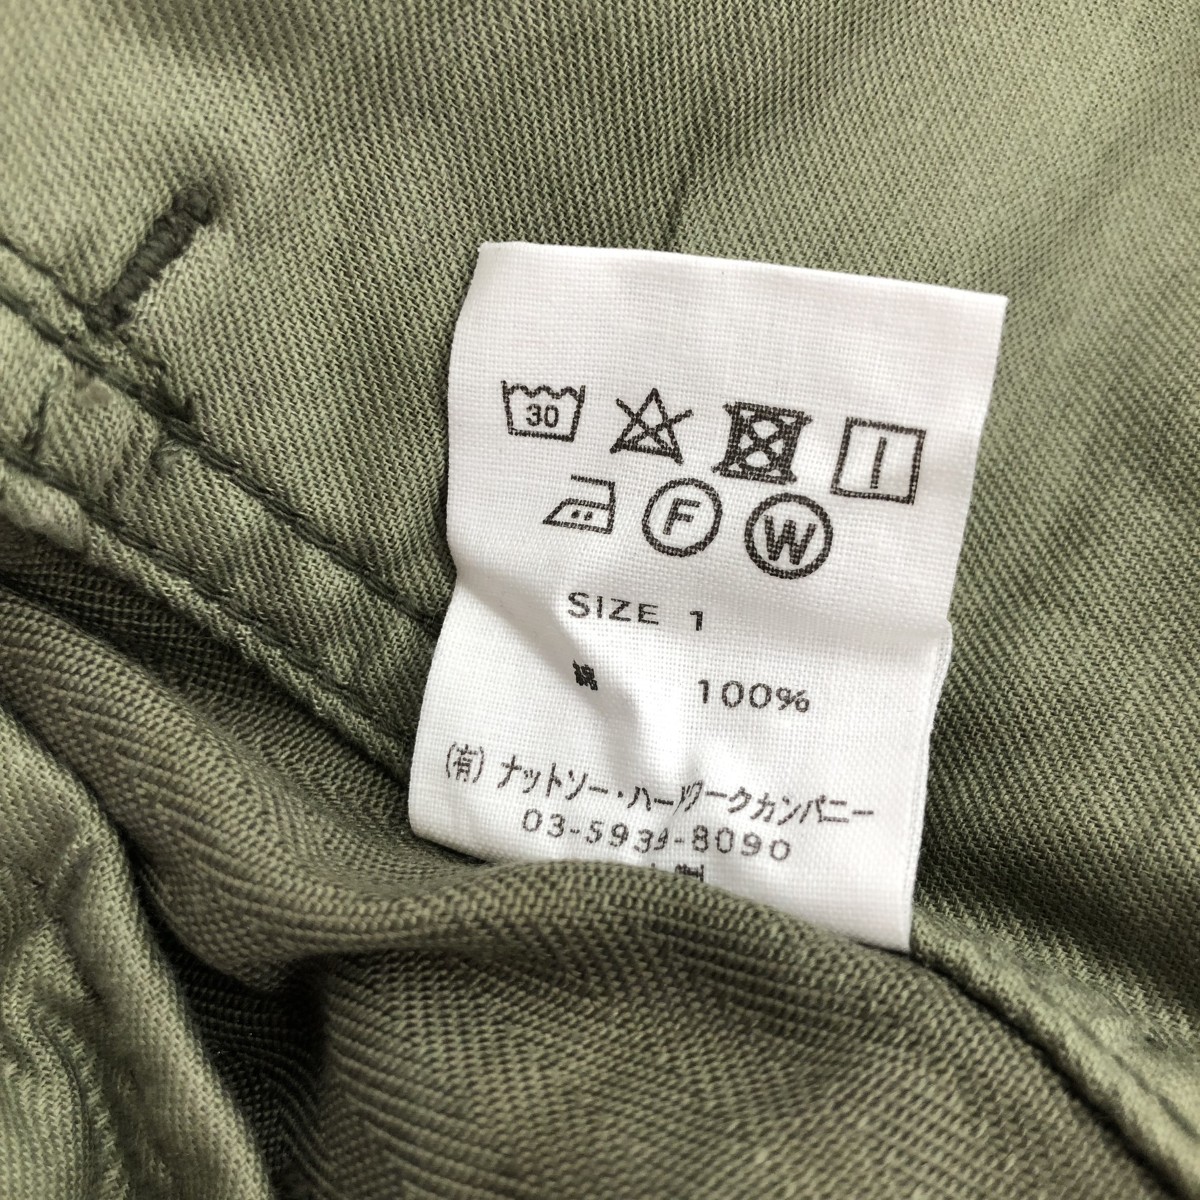 30
F W
SIZE 1
綿 100%
(有)ナットソー・ハードワークカンパニー
03-5939-8090